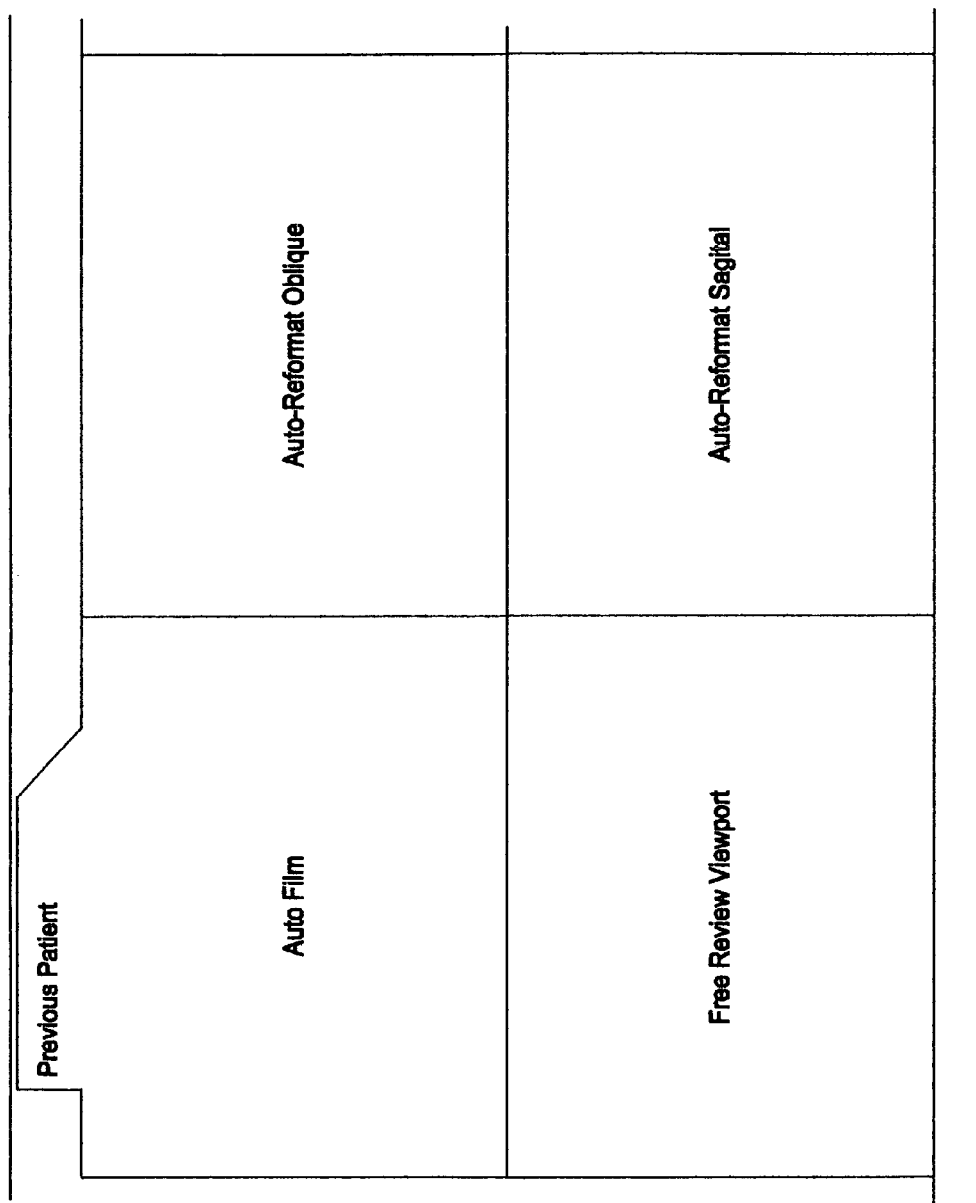 Previous Patient
Auto Film
Auto-Reformat Oblique
Free Review Viewport
Auto-Reformat Sagital